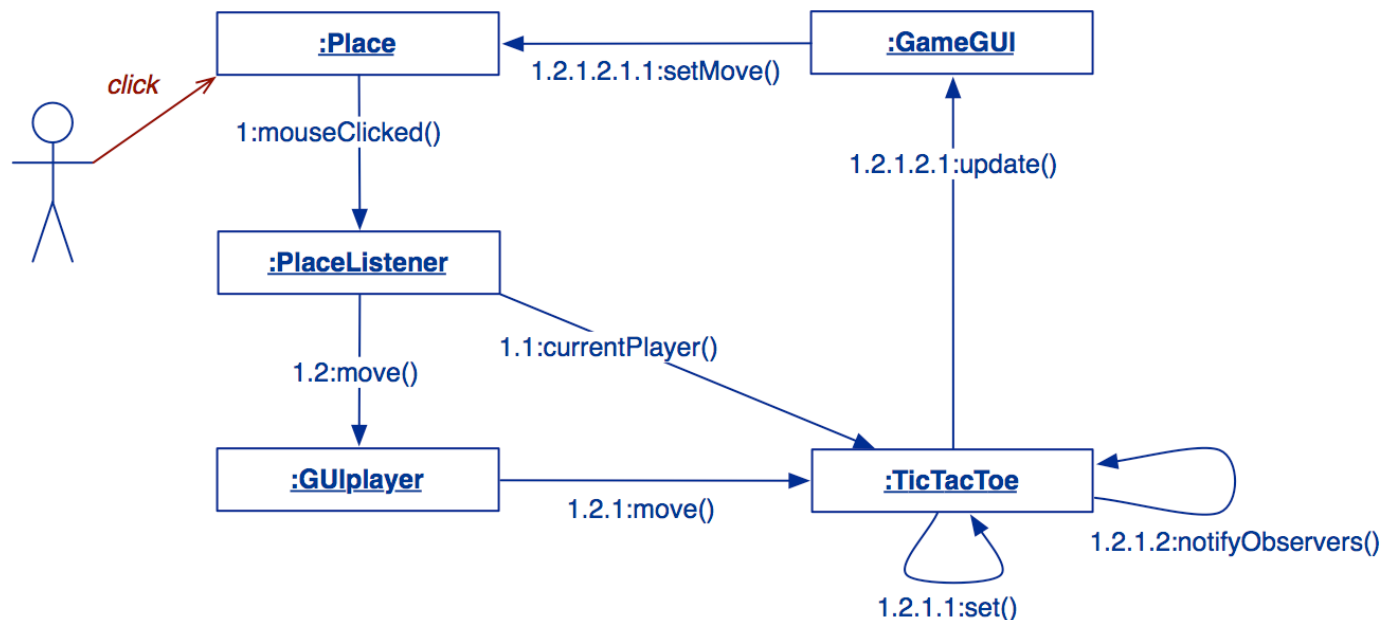 :Place
:GameGUI
1.2.1.2.1.1:setMove()
click
1:mouseClicked()
1.2.1.2.1:update()
:PlaceListener
1.1:currentPlayer()
1.2:move()
:GUIplayer
:TicTacToe
1.2.1:move()
1.2.1.2:notifyObservers()
1.2.1.1:set()